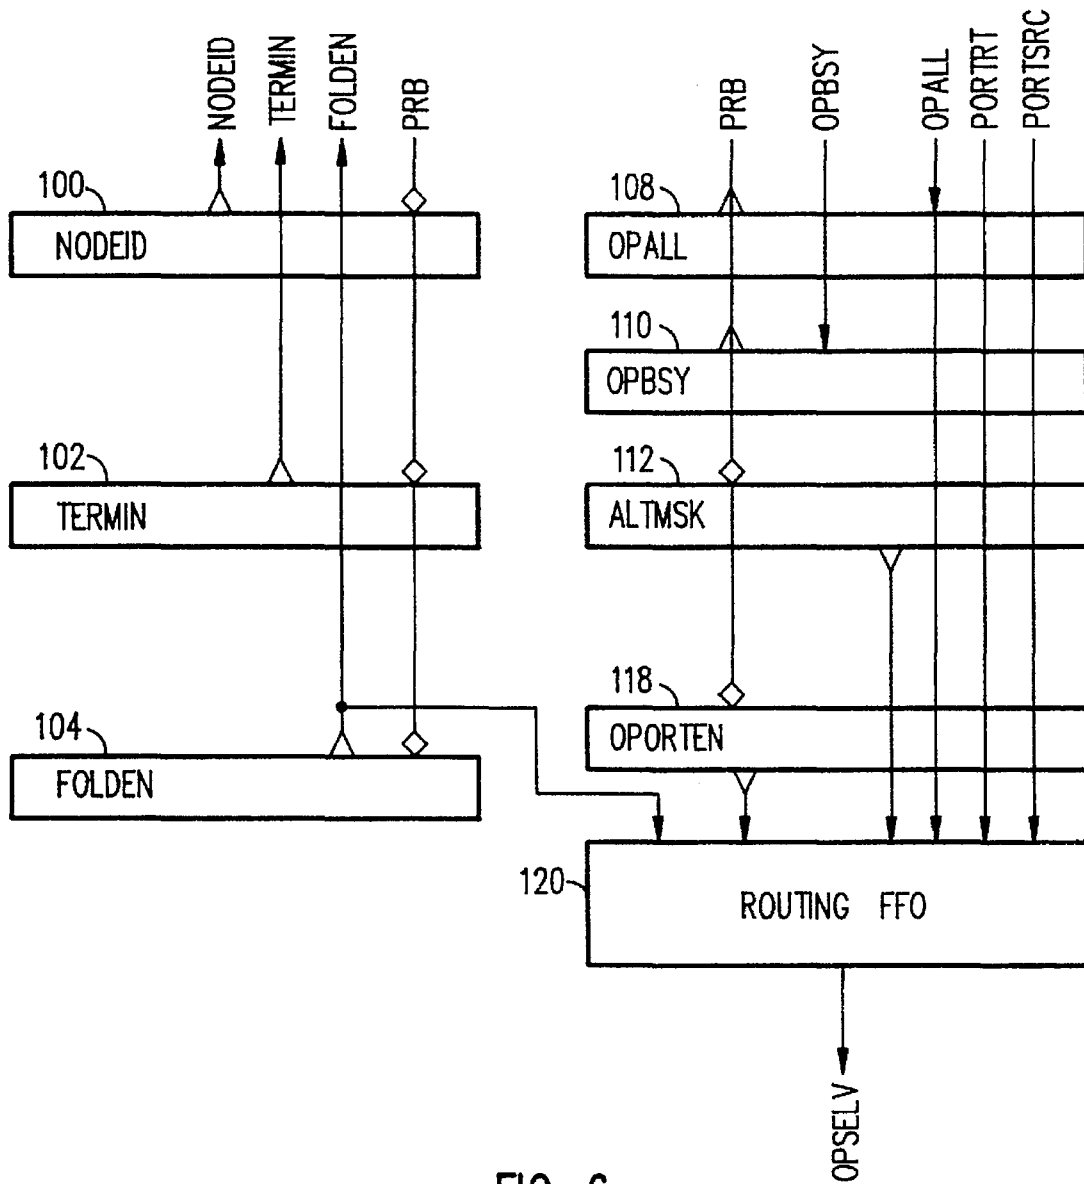 NODEID
TERMIN
FOLDEN
PRB
PRB
OPBSY
OPALL
PORTRT
PORTSRC
100
NODEID
108
OPALL
110
OPBSY
102
TERMIN
112
ALTMSK
104
FOLDEN
118
OPORTEN
120
ROUTING FFO
OPSELV